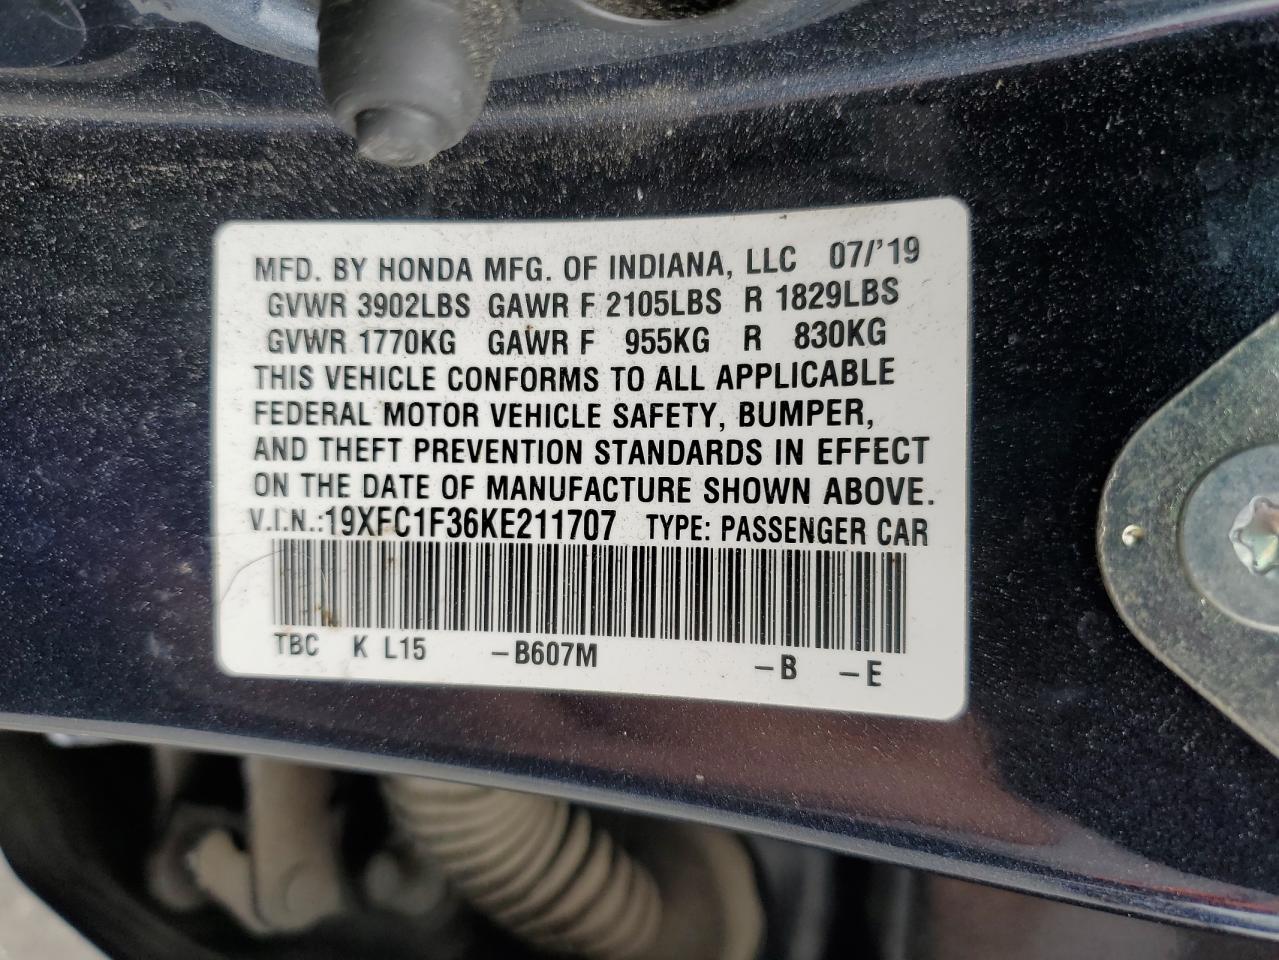 MFD. BY HONDA MFG. OF INDIANA, LLC 07/'19
GVWR 3902LBS GAWR F 2105LBS R 1829LBS
GVWR 1770KG GAWR F 955KG R 830KG
THIS VEHICLE CONFORMS TO ALL APPLICABLE
FEDERAL MOTOR VEHICLE SAFETY, BUMPER,
AND THEFT PREVENTION STANDARDS IN EFFECT
ON THE DATE OF MANUFACTURE SHOWN ABOVE.
V.I.N.:19XFC1F36KE211707 TYPE: PASSENGER CAR
TBC K L15 -B607M -B -E